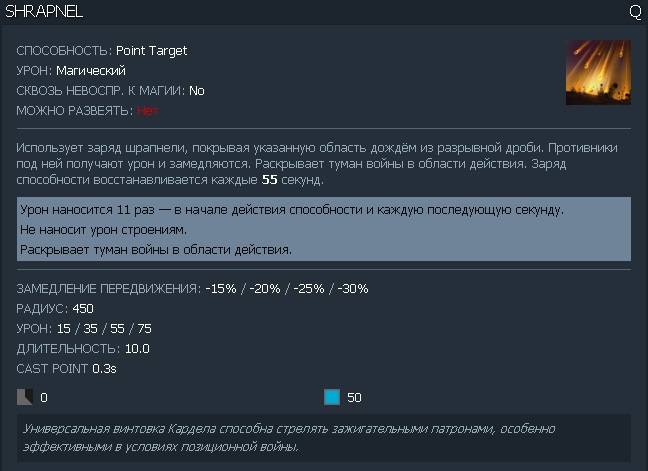 SHRAPNEL Q
СПОСОБНОСТЬ: Point Target
УРОН: Магический
СКВОЗЬ НЕВОСПР. К МАГИИ: No
МОЖНО РАЗВЕЯТЬ: Нет
Использует заряд шрапнели, покрывая указанную область дождём из разрывной дроби. Противники
под ней получают урон и замедляются. Раскрывает туман войны в области действия. Заряд
способности восстанавливается каждые 55 секунд.
Урон наносится 11 раз — в начале действия способности и каждую последующую секунду.
Не наносит урон строениям.
Раскрывает туман войны в области действия.
ЗАМЕДЛЕНИЕ ПЕРЕДВИЖЕНИЯ: -15% / -20% / -25% / -30%
РАДИУС: 450
УРОН: 15 / 35 / 55 / 75
ДЛИТЕЛЬНОСТЬ: 10.0
CAST POINT 0.3s
0 50
Универсальная винтовка Кардела способна стрелять зажигательными патронами, особенно
эффективными в условиях позиционной войны.